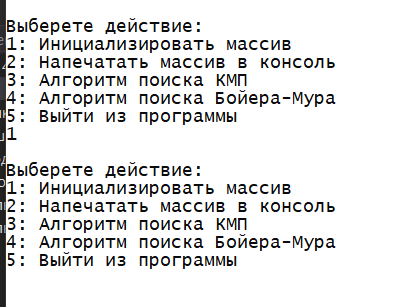 Выберете действие:
1: Инициализировать массив
2: Напечатать массив в консоль
3: Алгоритм поиска КМП
4: Алгоритм поиска Бойера-Мура
5: Выйти из программы
1
Выберете действие:
1: Инициализировать массив
2: Напечатать массив в консоль
3: Алгоритм поиска КМП
4: Алгоритм поиска Бойера-Мура
5: Выйти из программы